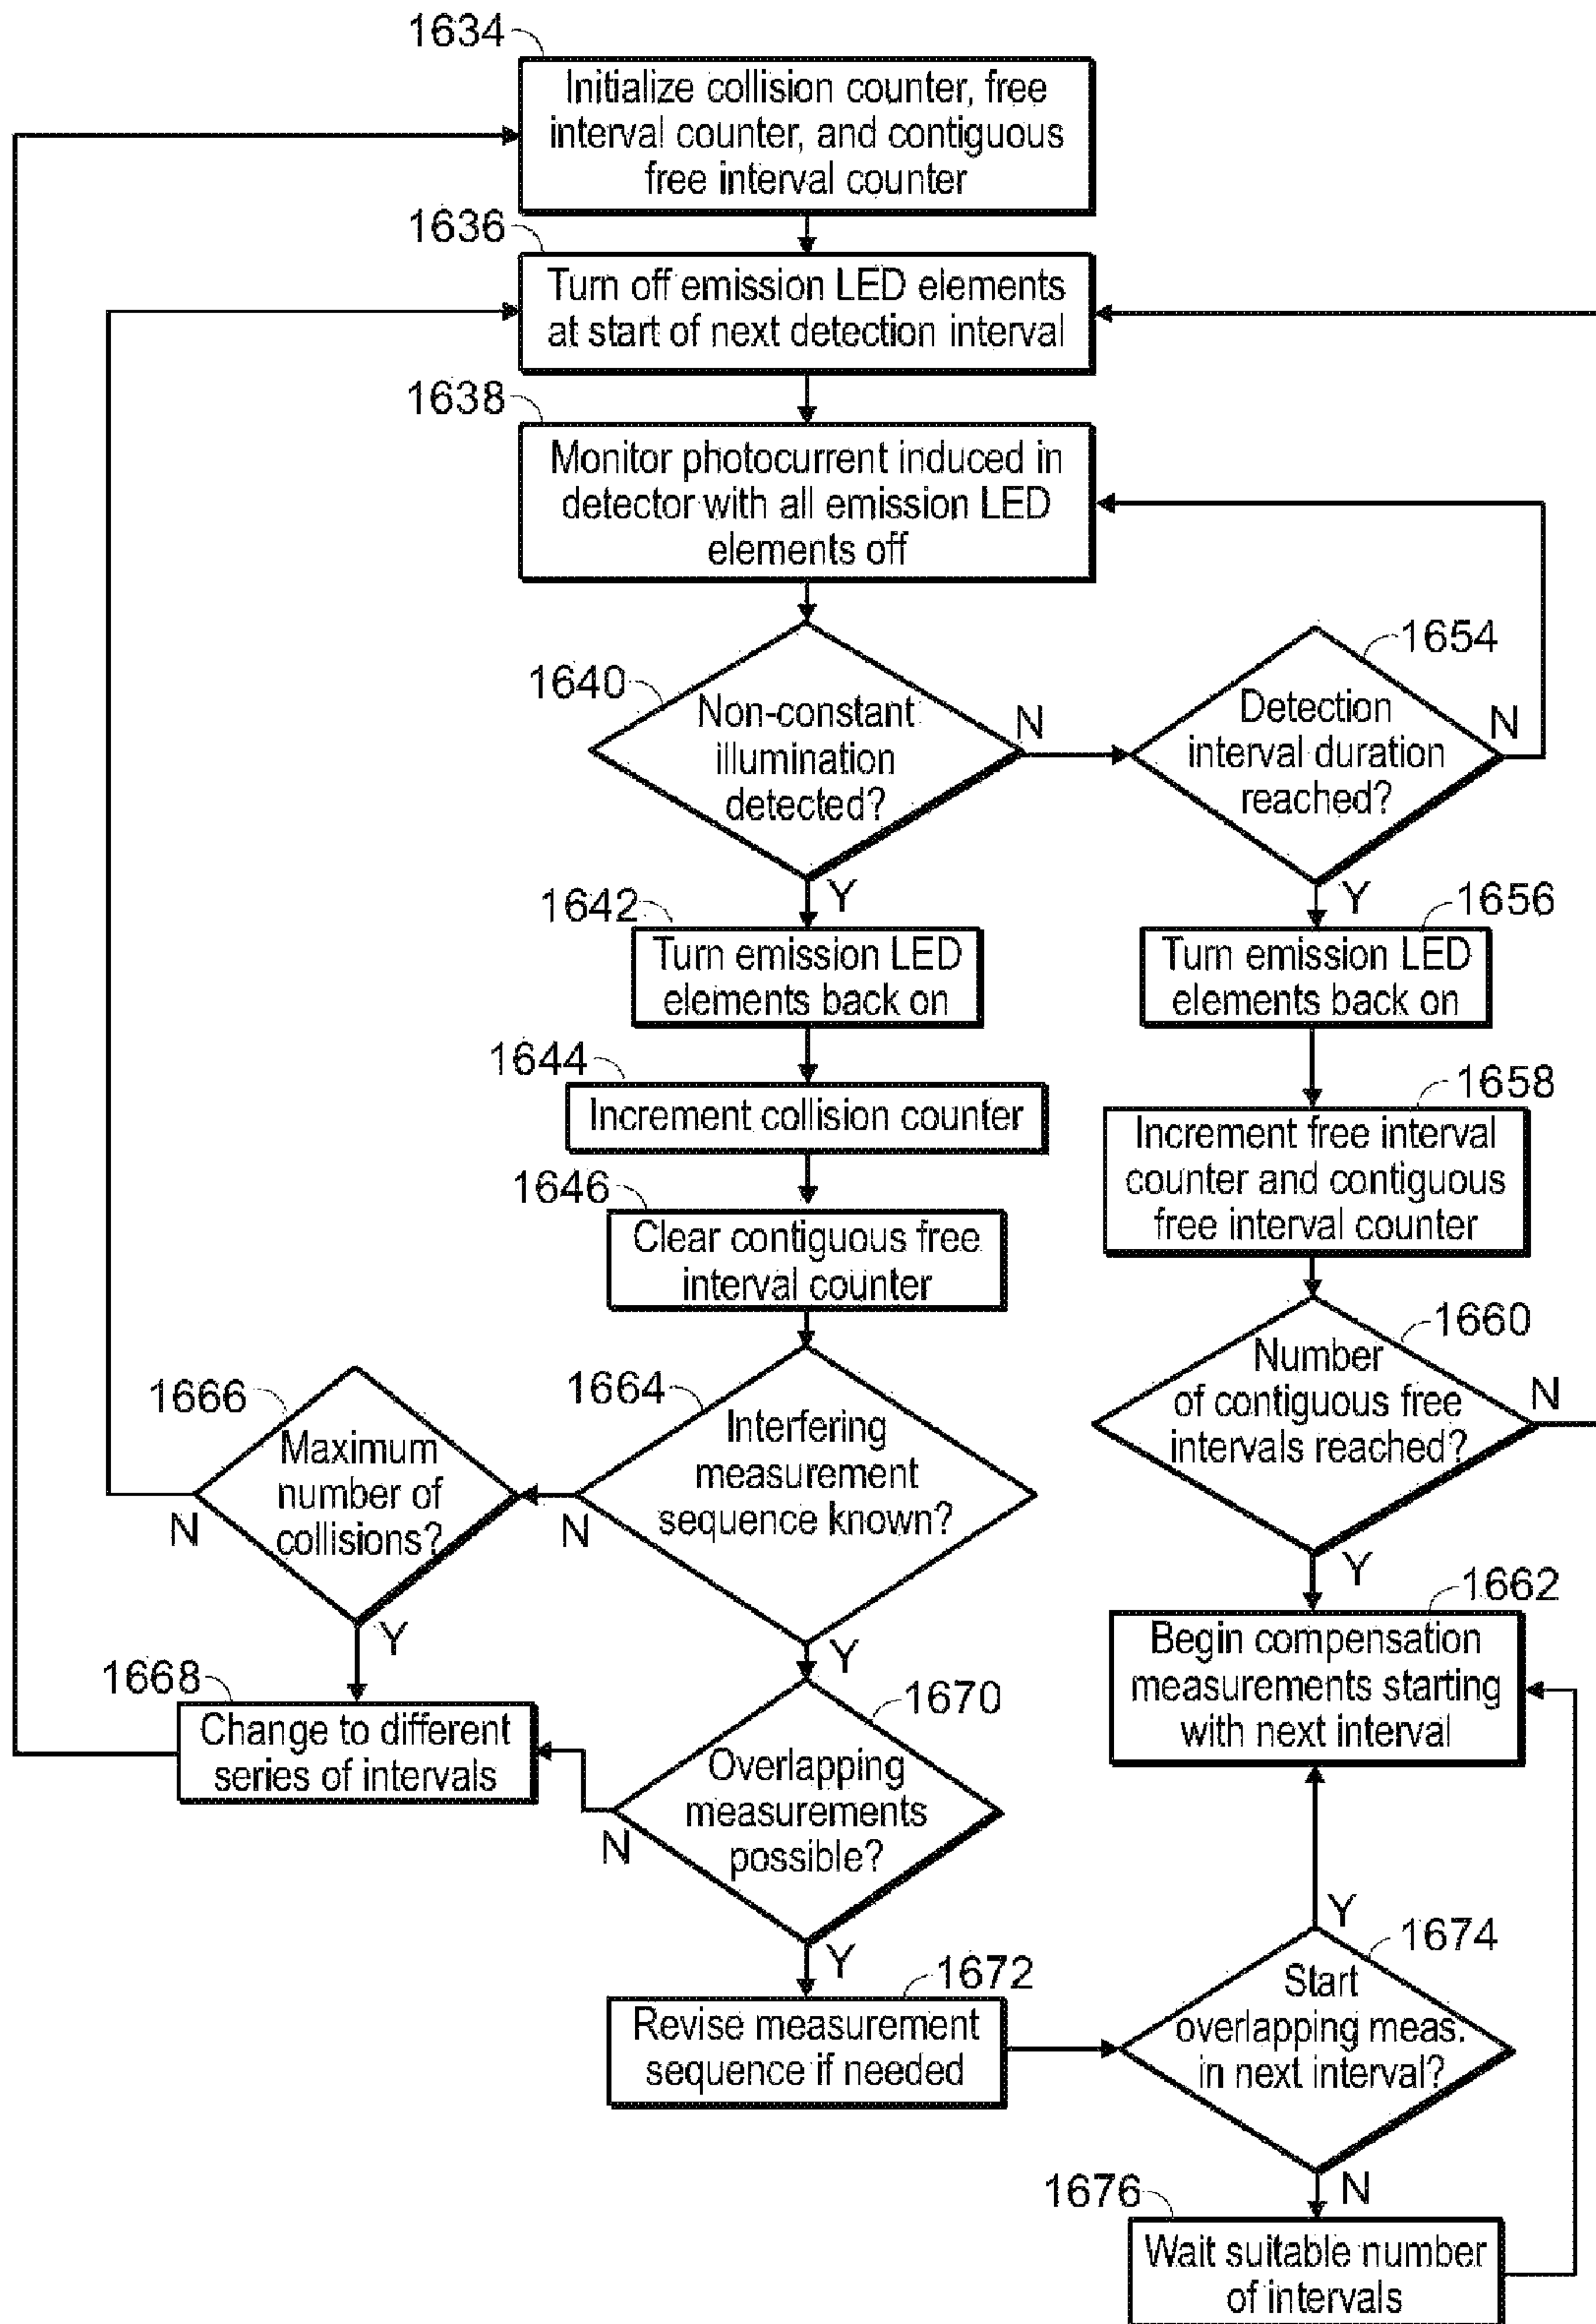 1634
Initialize collision counter, free
interval counter, and contiguous
free interval counter
1636
Turn off emission LED elements
at start of next detection interval
1638
Monitor photocurrent induced in
detector with all emission LED
elements off
1640
Non-constant
illumination
detected?
N
Y
1654
Detection
interval duration
reached?
N
Y
1642
Turn emission LED
elements back on
1656
Turn emission LED
elements back on
1644
Increment collision counter
1658
Increment free interval
counter and contiguous
free interval counter
1646
Clear contiguous free
interval counter
1660
Number
of contiguous free
intervals reached?
N
Y
1664
Interfering
measurement
sequence known?
N
Y
1666
Maximum
number of
collisions?
N
Y
1662
Begin compensation
measurements starting
with next interval
1668
Change to different
series of intervals
1670
Overlapping
measurements
possible?
N
Y
1672
Revise measurement
sequence if needed
1674
Start
overlapping meas.
in next interval?
Y
N
1676
Wait suitable number
of intervals